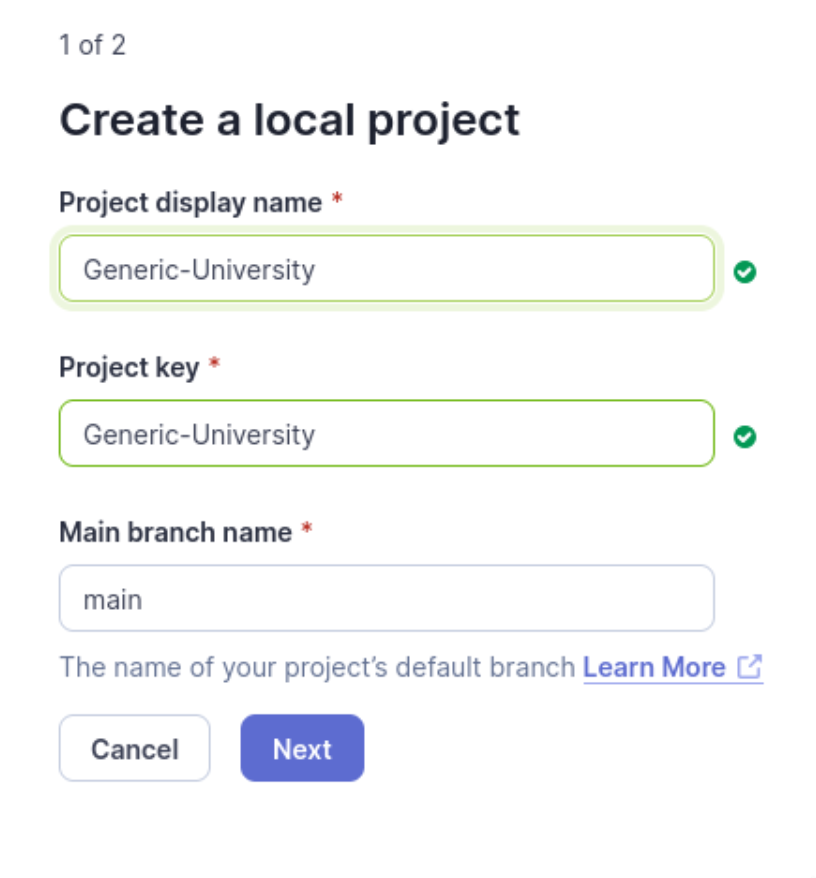 1 of 2
Create a local project
Project display name *
Generic-University
Project key *
Generic-University
Main branch name *
main
The name of your project's default branch Learn More
Cancel Next